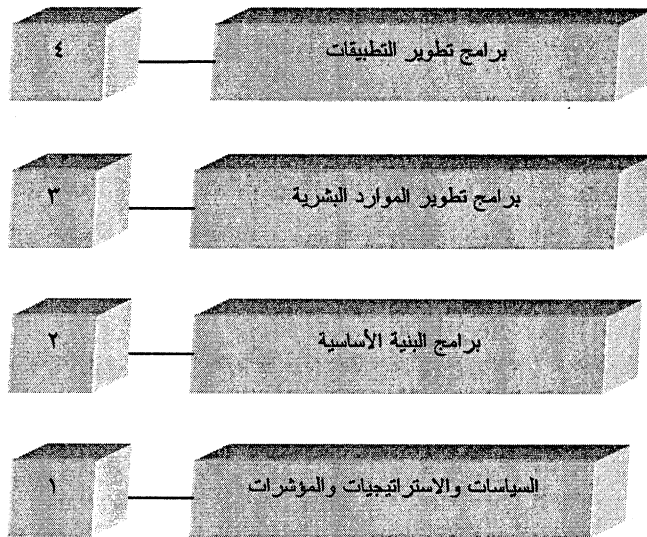 ٤
برامج تطوير التطبيقات
٣
برامج تطوير الموارد البشرية
٢
برامج البنية الأساسية
١
السياسات والاستراتيجيات والمؤشرات